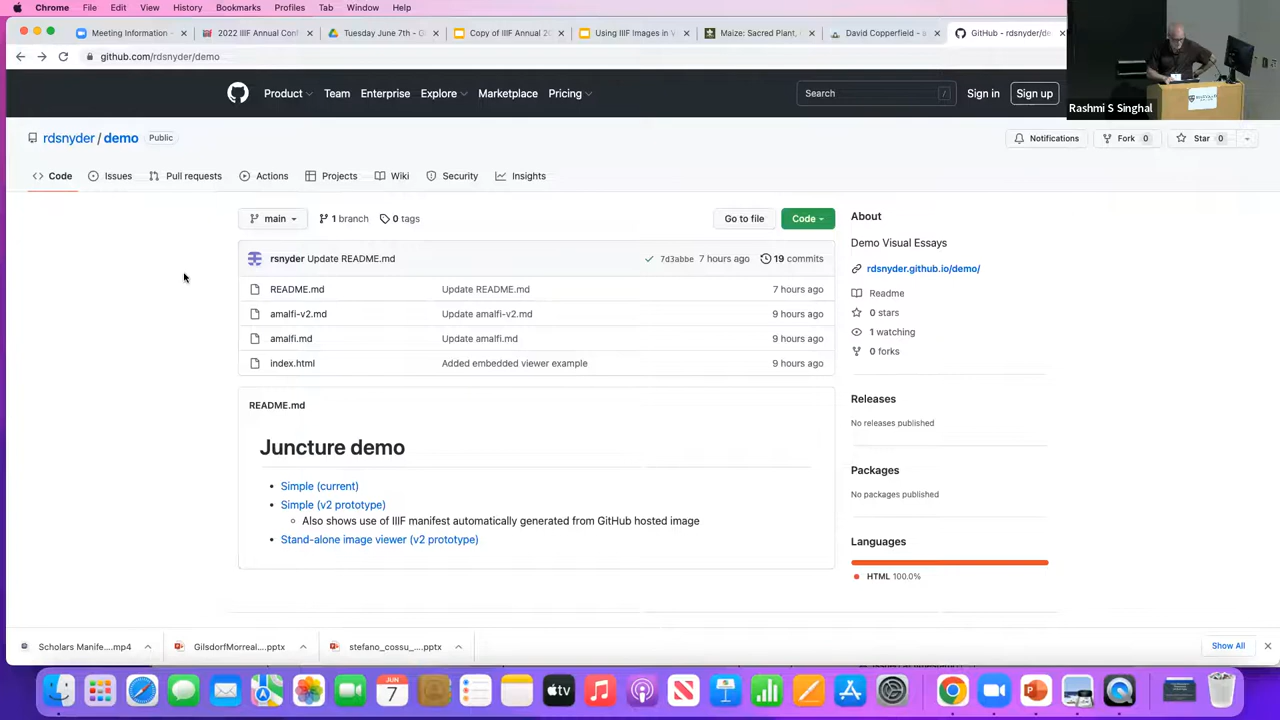 Chrome File Edit View History Bookmarks Profiles Tab Window Help
Meeting Information - 2022 IIIF Annual Con Tuesday June 7th - G Copy of IIIF Annual 20 Using IIIF Images in V Maize: Sacred Plant, David Copperfield - a GitHub - rdsnyder/de
github.com/rdsnyder/demo
Product Team Enterprise Explore Marketplace Pricing Search / Sign in Sign up
Rashmi S Singhal
rdsnyder / demo Public Notifications Fork 0 Star 0
Code Issues Pull requests Actions Projects Wiki Security Insights
main 1 branch 0 tags Go to file Code
rsnyder Update README.md 7d3abbe 7 hours ago 19 commits
README.md Update README.md 7 hours ago
amalfi-v2.md Update amalfi-v2.md 9 hours ago
amalfi.md Update amalfi.md 9 hours ago
index.html Added embedded viewer example 9 hours ago
README.md
Juncture demo
Simple (current)
Simple (v2 prototype)
Also shows use of IIIF manifest automatically generated from GitHub hosted image
Stand-alone image viewer (v2 prototype)
About
Demo Visual Essays
rdsnyder.github.io/demo/
Readme
0 stars
1 watching
0 forks
Releases
No releases published
Packages
No packages published
Languages
HTML 100.0%
Scholars Manife....mp4 GilsdorfMorreal....pptx stefano_cossu_....pptx Show All
JUN
7
tv